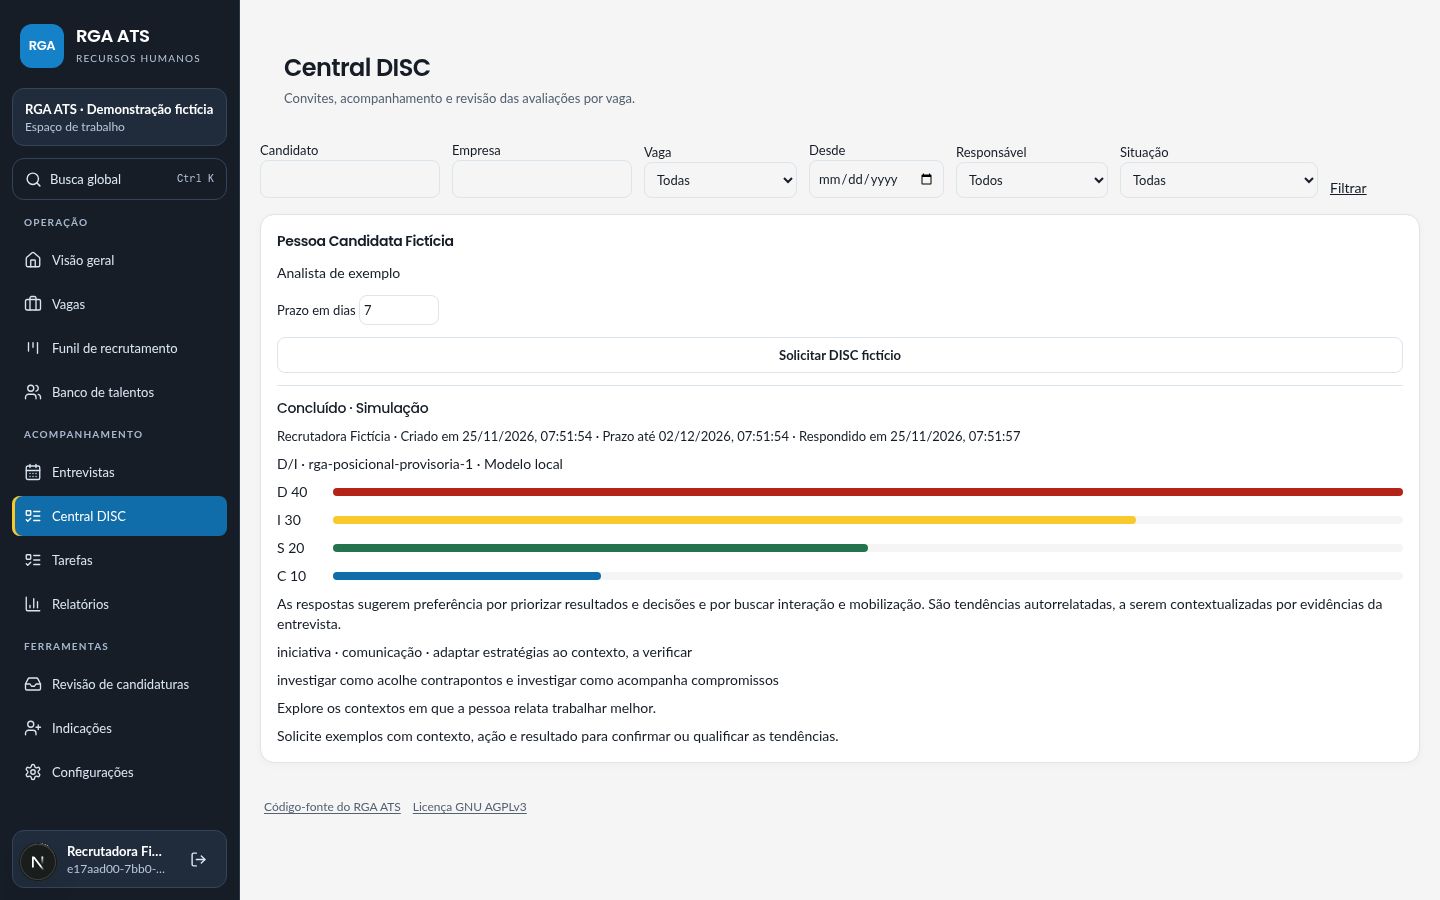 RGA
RGA ATS
RECURSOS HUMANOS
RGA ATS · Demonstração fictícia
Espaço de trabalho
Busca global
Ctrl K
OPERAÇÃO
Visão geral
Vagas
Funil de recrutamento
Banco de talentos
ACOMPANHAMENTO
Entrevistas
Central DISC
Tarefas
Relatórios
FERRAMENTAS
Revisão de candidaturas
Indicações
Configurações
N
Recrutadora Fi...
e17aad00-7bb0-...
Central DISC
Convites, acompanhamento e revisão das avaliações por vaga.
Candidato
Empresa
Vaga
Todas
Desde
mm/dd/yyyy
Responsável
Todos
Situação
Todas
Filtrar
Pessoa Candidata Fictícia
Analista de exemplo
Prazo em dias 7
Solicitar DISC fictício
Concluído · Simulação
Recrutadora Fictícia · Criado em 25/11/2026, 07:51:54 · Prazo até 02/12/2026, 07:51:54 · Respondido em 25/11/2026, 07:51:57
D/I · rga-posicional-provisoria-1 · Modelo local
D 40
I 30
S 20
C 10
As respostas sugerem preferência por priorizar resultados e decisões e por buscar interação e mobilização. São tendências autorrelatadas, a serem contextualizadas por evidências da
entrevista.
iniciativa · comunicação · adaptar estratégias ao contexto, a verificar
investigar como acolhe contrapontos e investigar como acompanha compromissos
Explore os contextos em que a pessoa relata trabalhar melhor.
Solicite exemplos com contexto, ação e resultado para confirmar ou qualificar as tendências.
Código-fonte do RGA ATS
Licença GNU AGPLv3